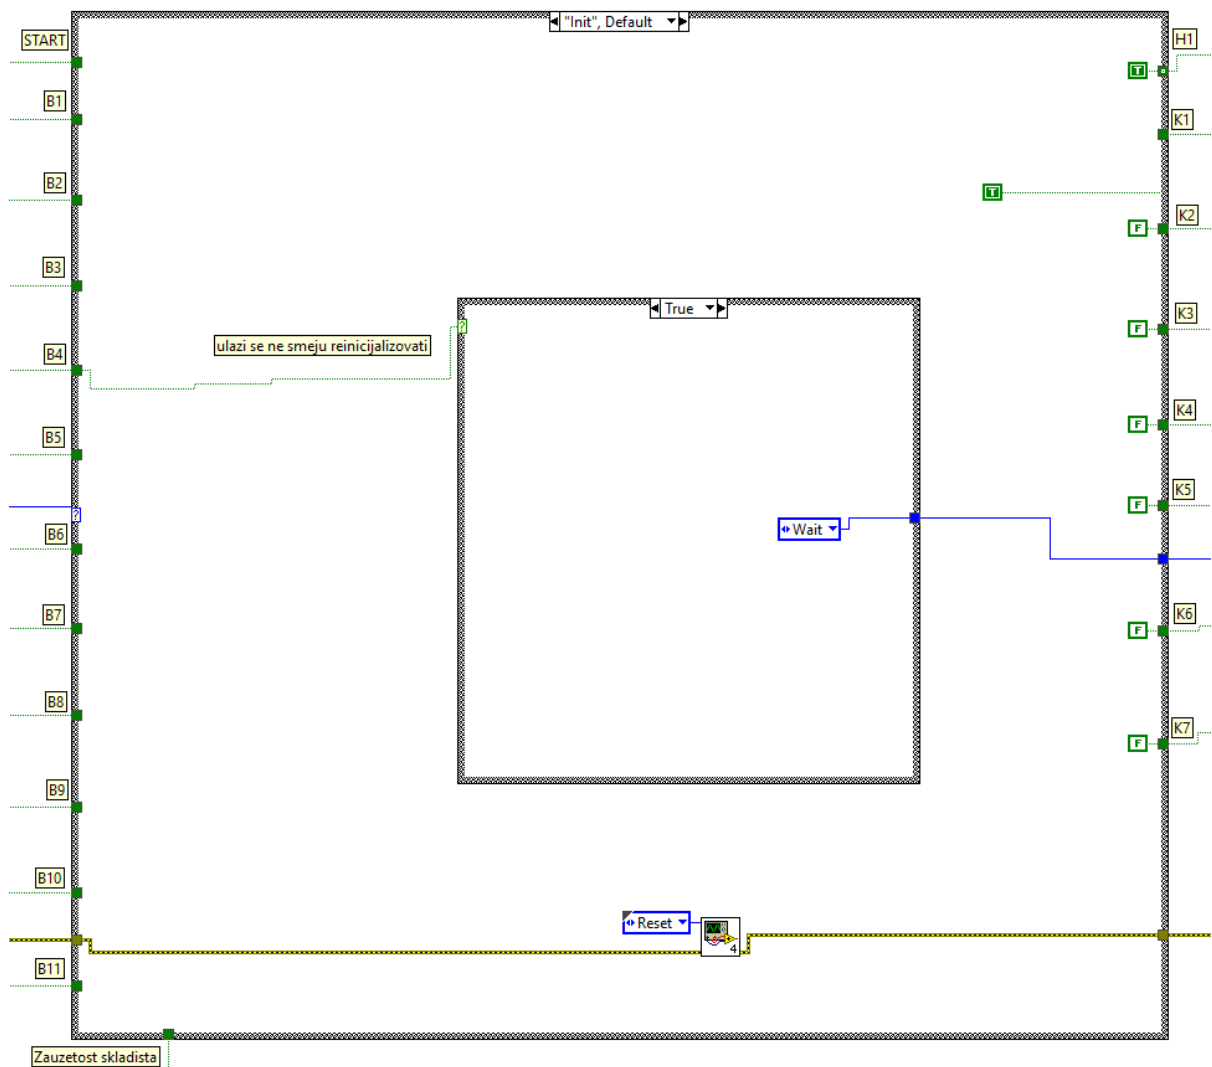 "Init", Default
START
H1
T
B1
K1
B2
T
K2
F
B3
True
K3
F
ulazi se ne smeju reinicijalizovati
?
B4
K4
F
B5
K5
F
?
Wait
B6
B7
K6
F
B8
K7
F
B9
B10
Reset
4
B11
Zauzetost skladista